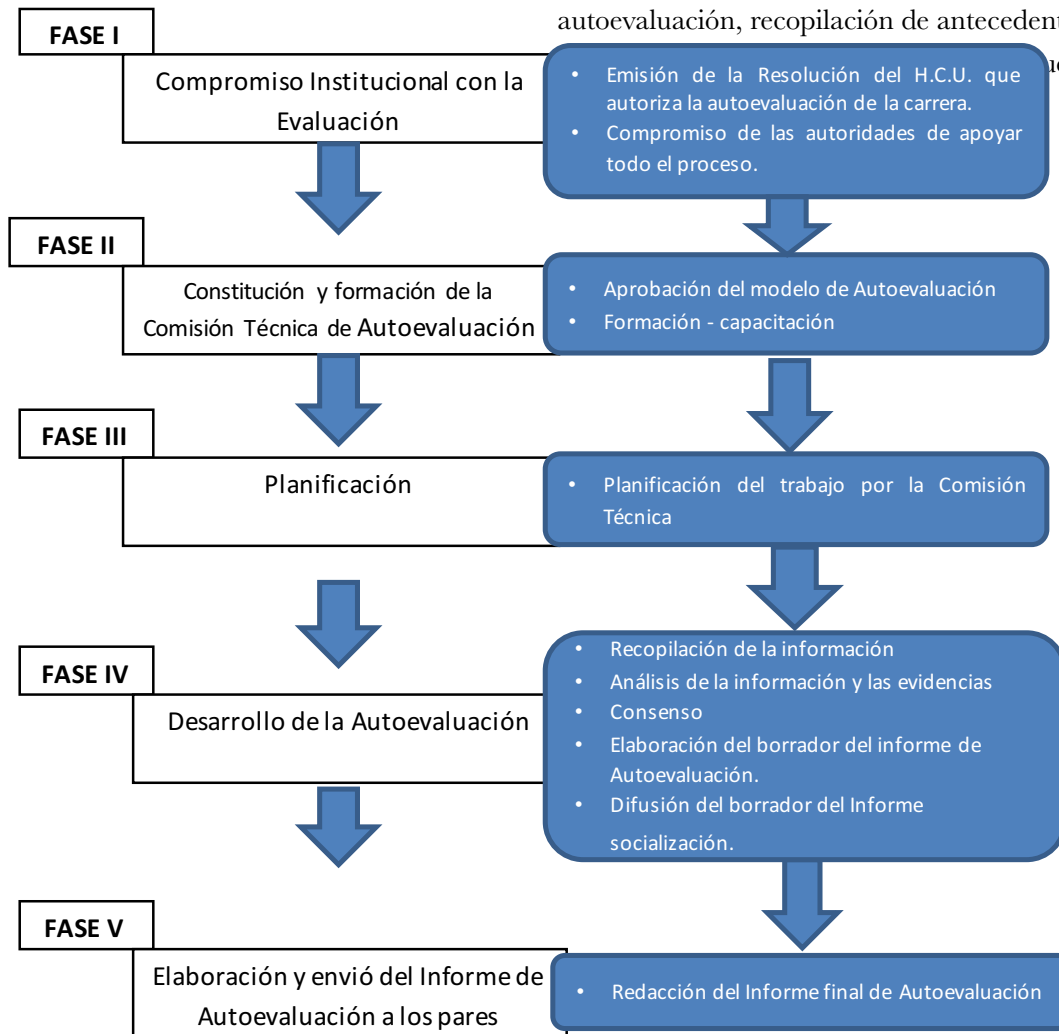 autoevaluación, recopilación de
FASE I
Compromiso Institucional con la
Evaluación
• Emisión de la Resolución del H.C.U. que
autoriza la autoevaluación de la carrera.
• Compromiso de las autoridades de apoyar
todo el proceso.
FASE II
Constitución y formación de la
Comisión Técnica de Autoevaluación
• Aprobación del modelo de Autoevaluación
• Formación - capacitación
FASE III
Planificación
• Planificación del trabajo por la Comisión
Técnica
FASE IV
Desarrollo de la Autoevaluación
• Recopilación de la información
• Análisis de la información y las evidencias
• Consenso
• Elaboración del borrador del informe de
Autoevaluación.
• Difusión del borrador del Informe
socialización.
FASE V
Elaboración y envió del Informe de
Autoevaluación a los pares
• Redacción del Informe final de Autoevaluación